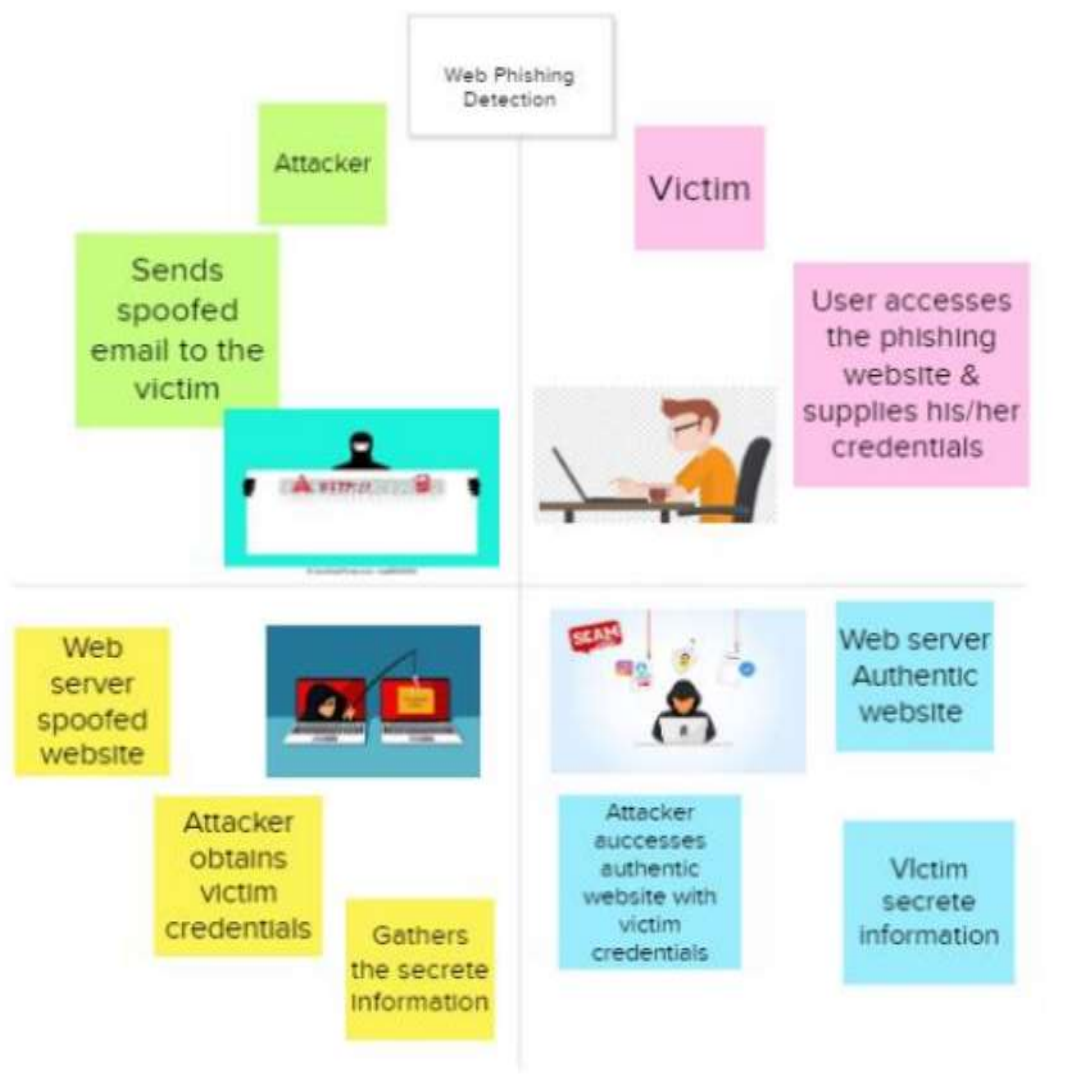 Web Phishing
Detection
Attacker
Victim
Sends
spoofed
email to the
victim
User accesses
the phishing
website &
supplies his/her
credentials
HTTP://
Web
server
spoofed
website
SCAM
Web server
Authentic
website
Attacker
obtains
victim
credentials
Attacker
auccesses
authentic
website with
victim
credentials
VIctim
secrete
information
Gathers
the secrete
Information